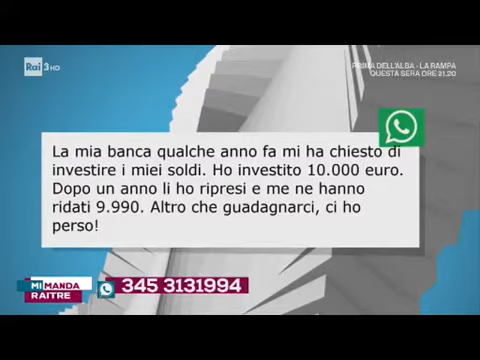 Rai 3HD
PRIMA DELL'ALBA - LA RAMPA
QUESTA SERA ORE 21.20
La mia banca qualche anno fa mi ha chiesto di
investire i miei soldi. Ho investito 10.000 euro.
Dopo un anno li ho ripresi e me ne hanno
ridati 9.990. Altro che guadagnarci, ci ho
perso!
MI MANDA
RAITRE
345 3131994